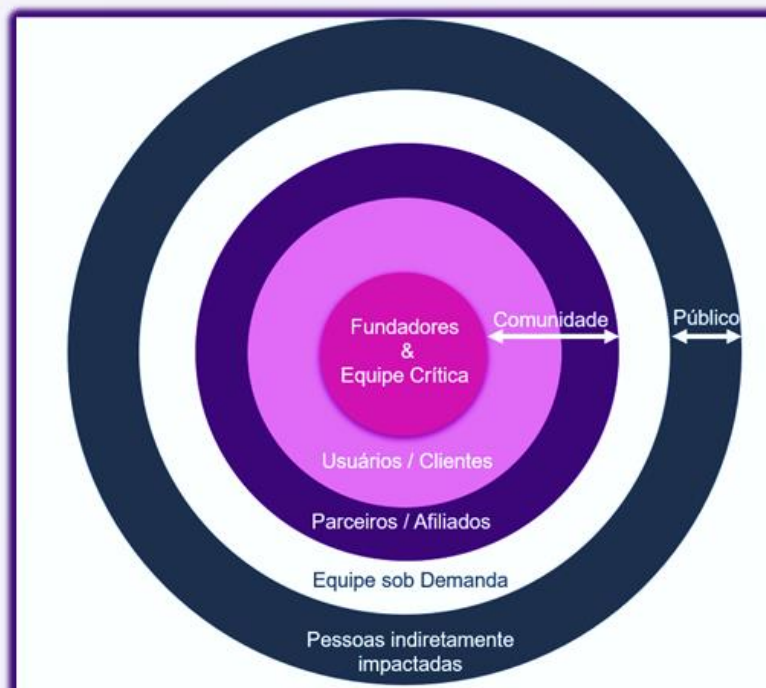 Fundadores
&
Equipe Crítica
Comunidade
Público
Usuários / Clientes
Parceiros / Afiliados
Equipe sob Demanda
Pessoas indiretamente
impactadas